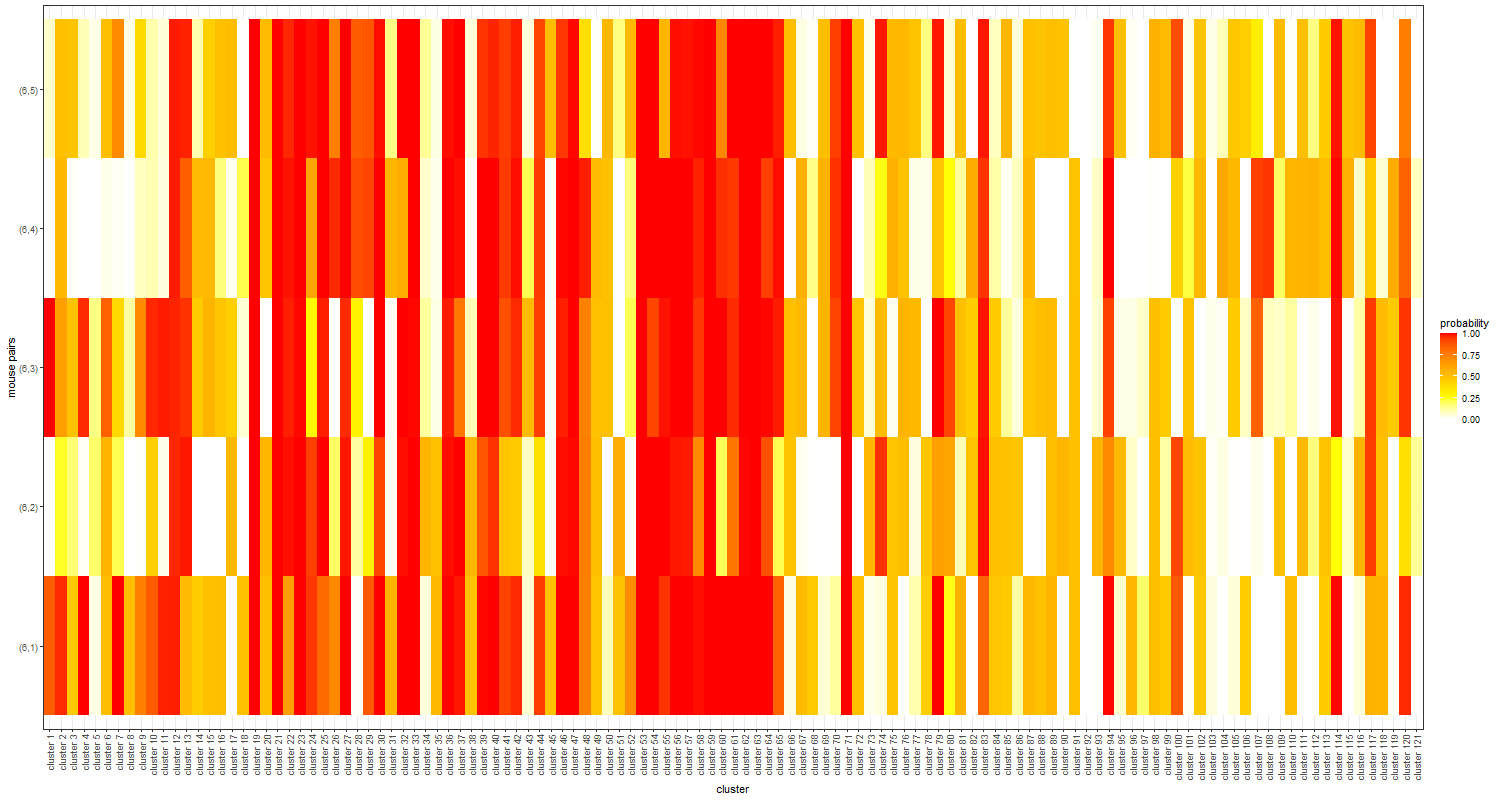 (6,5)
(6,4)
(6,3)
(6,2)
(6,1)
mouse pairs
cluster 1
cluster 2
cluster 3
cluster 4
cluster 5
cluster 6
cluster 7
cluster 8
cluster 9
cluster 10
cluster 11
cluster 12
cluster 13
cluster 14
cluster 15
cluster 16
cluster 17
cluster 18
cluster 19
cluster 20
cluster 21
cluster 22
cluster 23
cluster 24
cluster 25
cluster 26
cluster 27
cluster 28
cluster 29
cluster 30
cluster 31
cluster 32
cluster 33
cluster 34
cluster 35
cluster 36
cluster 37
cluster 38
cluster 39
cluster 40
cluster 41
cluster 42
cluster 43
cluster 44
cluster 45
cluster 46
cluster 47
cluster 48
cluster 49
cluster 50
cluster 51
cluster 52
cluster 53
cluster 54
cluster 55
cluster 56
cluster 57
cluster 58
cluster 59
cluster 60
cluster 61
cluster 62
cluster 63
cluster 64
cluster 65
cluster 66
cluster 67
cluster 68
cluster 69
cluster 70
cluster 71
cluster 72
cluster 73
cluster 74
cluster 75
cluster 76
cluster 77
cluster 78
cluster 79
cluster 80
cluster 81
cluster 82
cluster 83
cluster 84
cluster 85
cluster 86
cluster 87
cluster 88
cluster 89
cluster 90
cluster 91
cluster 92
cluster 93
cluster 94
cluster 95
cluster 96
cluster 97
cluster 98
cluster 99
cluster 100
cluster 101
cluster 102
cluster 103
cluster 104
cluster 105
cluster 106
cluster 107
cluster 108
cluster 109
cluster 110
cluster 111
cluster 112
cluster 113
cluster 114
cluster 115
cluster 116
cluster 117
cluster 118
cluster 119
cluster 120
cluster 121
cluster
probability
1.00
0.75
0.50
0.25
0.00